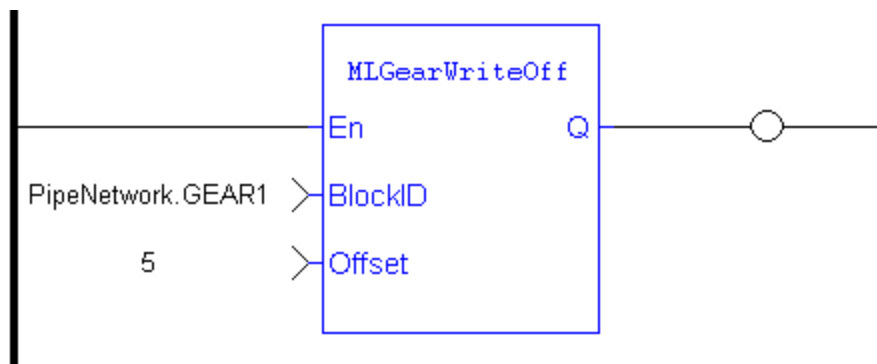 MLGearWriteOff
En Q
PipeNetwork.GEAR1 BlockID
5 Offset